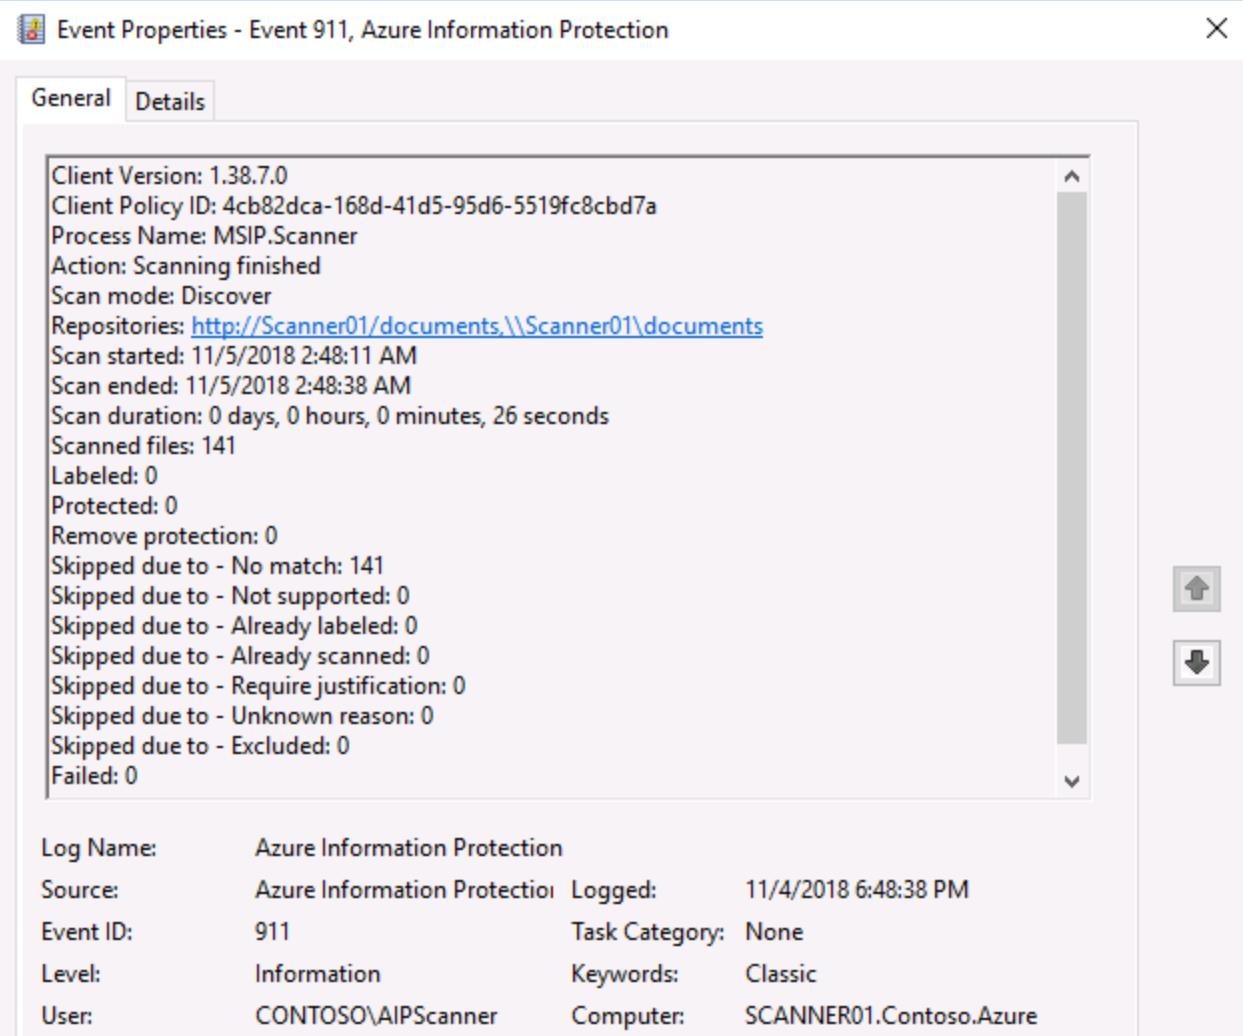 Event Properties - Event 911, Azure Information Protection
General Details
Client Version: 1.38.7.0
Client Policy ID: 4cb82dca-168d-41d5-95d6-5519fc8cbd7a
Process Name: MSIP.Scanner
Action: Scanning finished
Scan mode: Discover
Repositories: http://Scanner01/documents,\\Scanner01\documents
Scan started: 11/5/2018 2:48:11 AM
Scan ended: 11/5/2018 2:48:38 AM
Scan duration: 0 days, 0 hours, 0 minutes, 26 seconds
Scanned files: 141
Labeled: 0
Protected: 0
Remove protection: 0
Skipped due to - No match: 141
Skipped due to - Not supported: 0
Skipped due to - Already labeled: 0
Skipped due to - Already scanned: 0
Skipped due to - Require justification: 0
Skipped due to - Unknown reason: 0
Skipped due to - Excluded: 0
Failed: 0
Log Name: Azure Information Protection
Source: Azure Information Protection Logged: 11/4/2018 6:48:38 PM
Event ID: 911 Task Category: None
Level: Information Keywords: Classic
User: CONTOSO\AIPScanner Computer: SCANNER01.Contoso.Azure